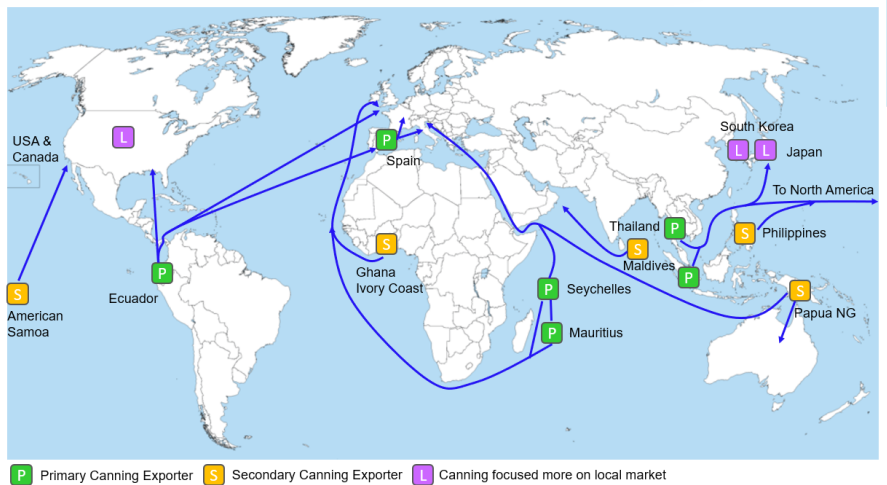 South Korea
L
USA &
Canada
P
L
L
Japan
Spain
To North America
Thailand
P
S
Philippines
S
S
Maldives
Ghana
Ivory Coast
P
P
Ecuador
P
Seychelles
S
American
Samoa
S
Papua NG
P
Mauritius
P Primary Canning Exporter
S Secondary Canning Exporter
L Canning focused more on local market